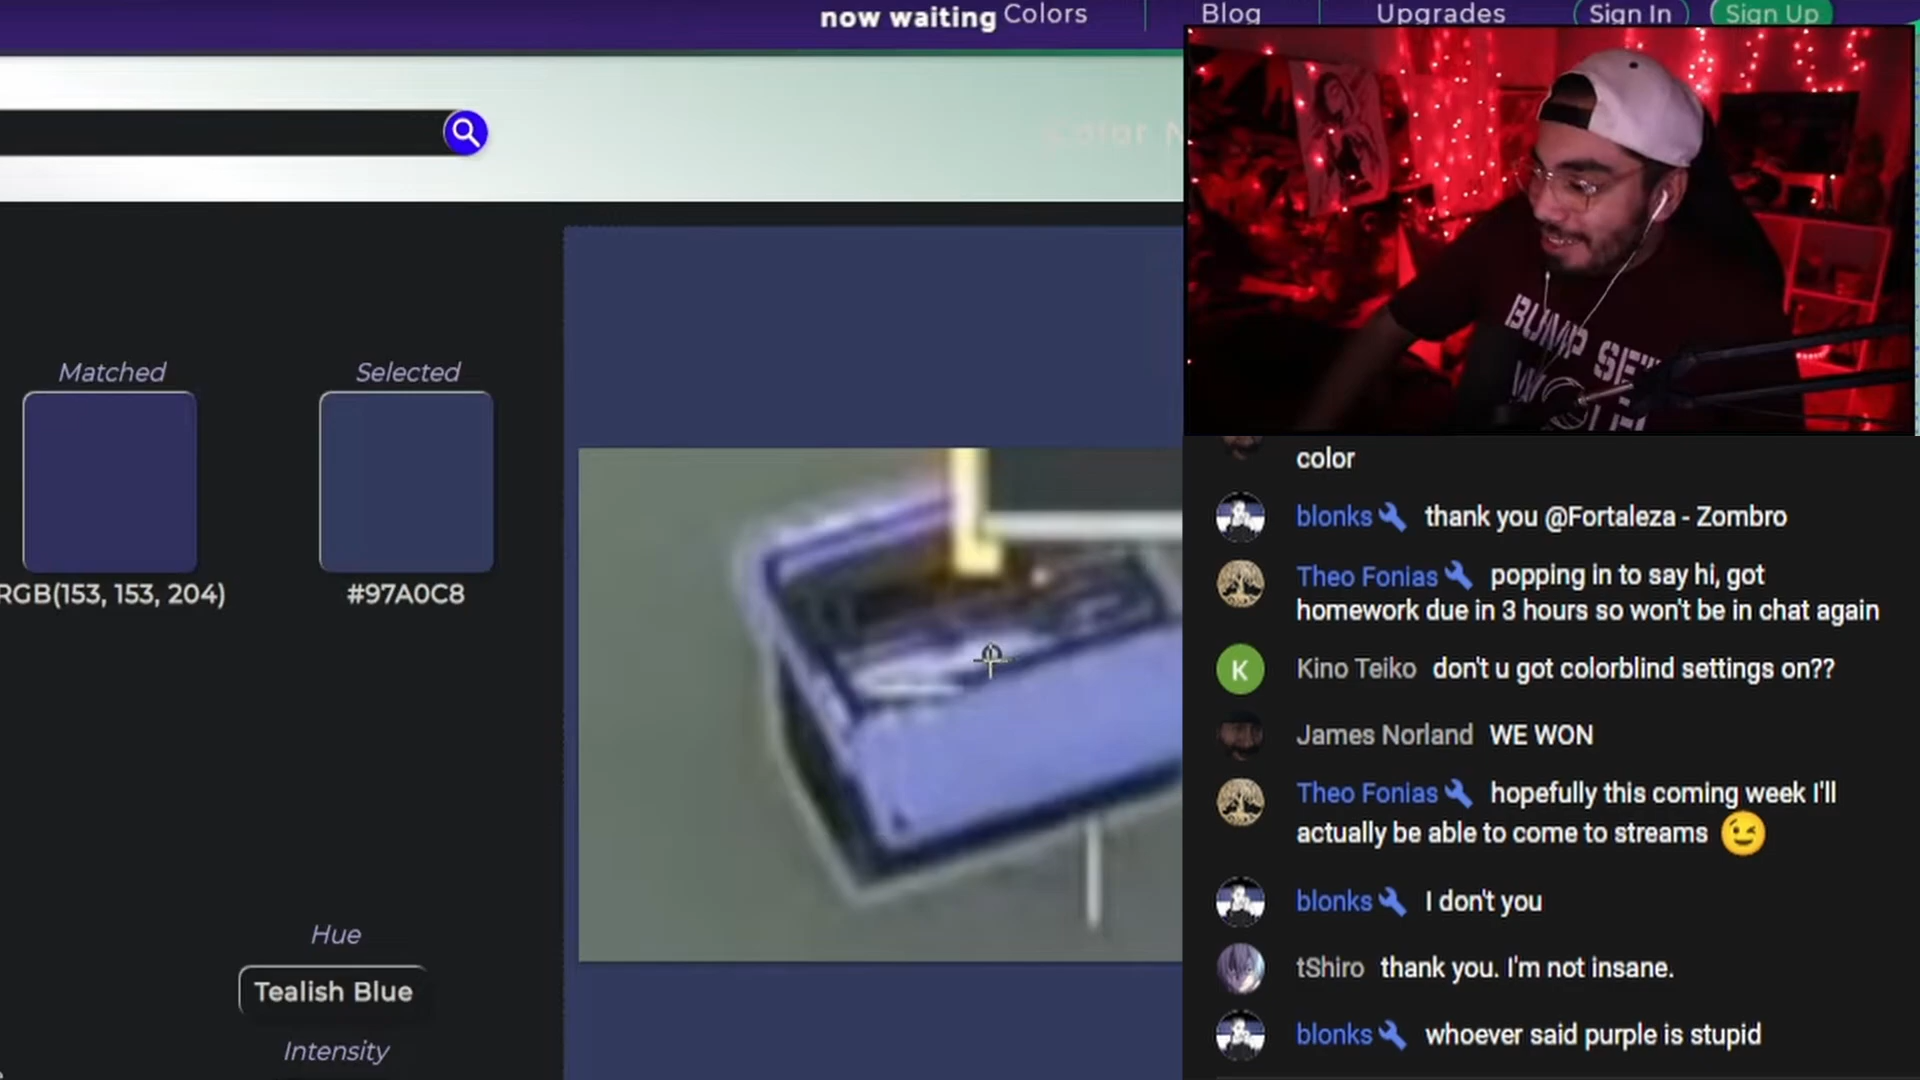 now waiting Colors Blog Upgrades Sign In Sign Up
Color N
Matched Selected
RGB(153, 153, 204) #97A0C8
Hue
Tealish Blue
Intensity
BUMP SET
color
blonks thank you @Fortaleza - Zombro
Theo Fonias popping in to say hi, got
homework due in 3 hours so won't be in chat again
K Kino Teiko don't u got colorblind settings on??
James Norland WE WON
Theo Fonias hopefully this coming week I'll
actually be able to come to streams 😉
blonks I don't you
tShiro thank you. I'm not insane.
blonks whoever said purple is stupid